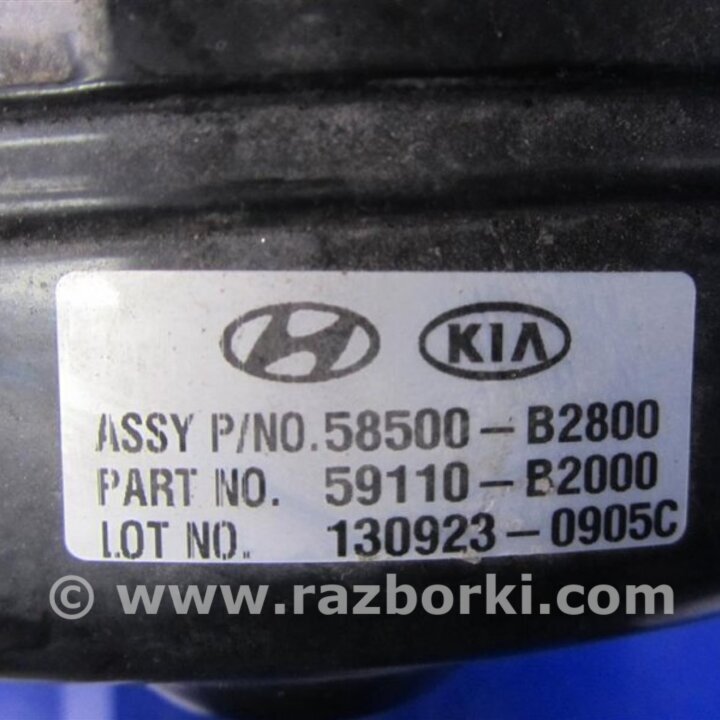 KIA
ASSY P/NO. 58500-B2800
PART NO. 59110-B2000
LOT NO. 130923-0905C
© www.razborki.com